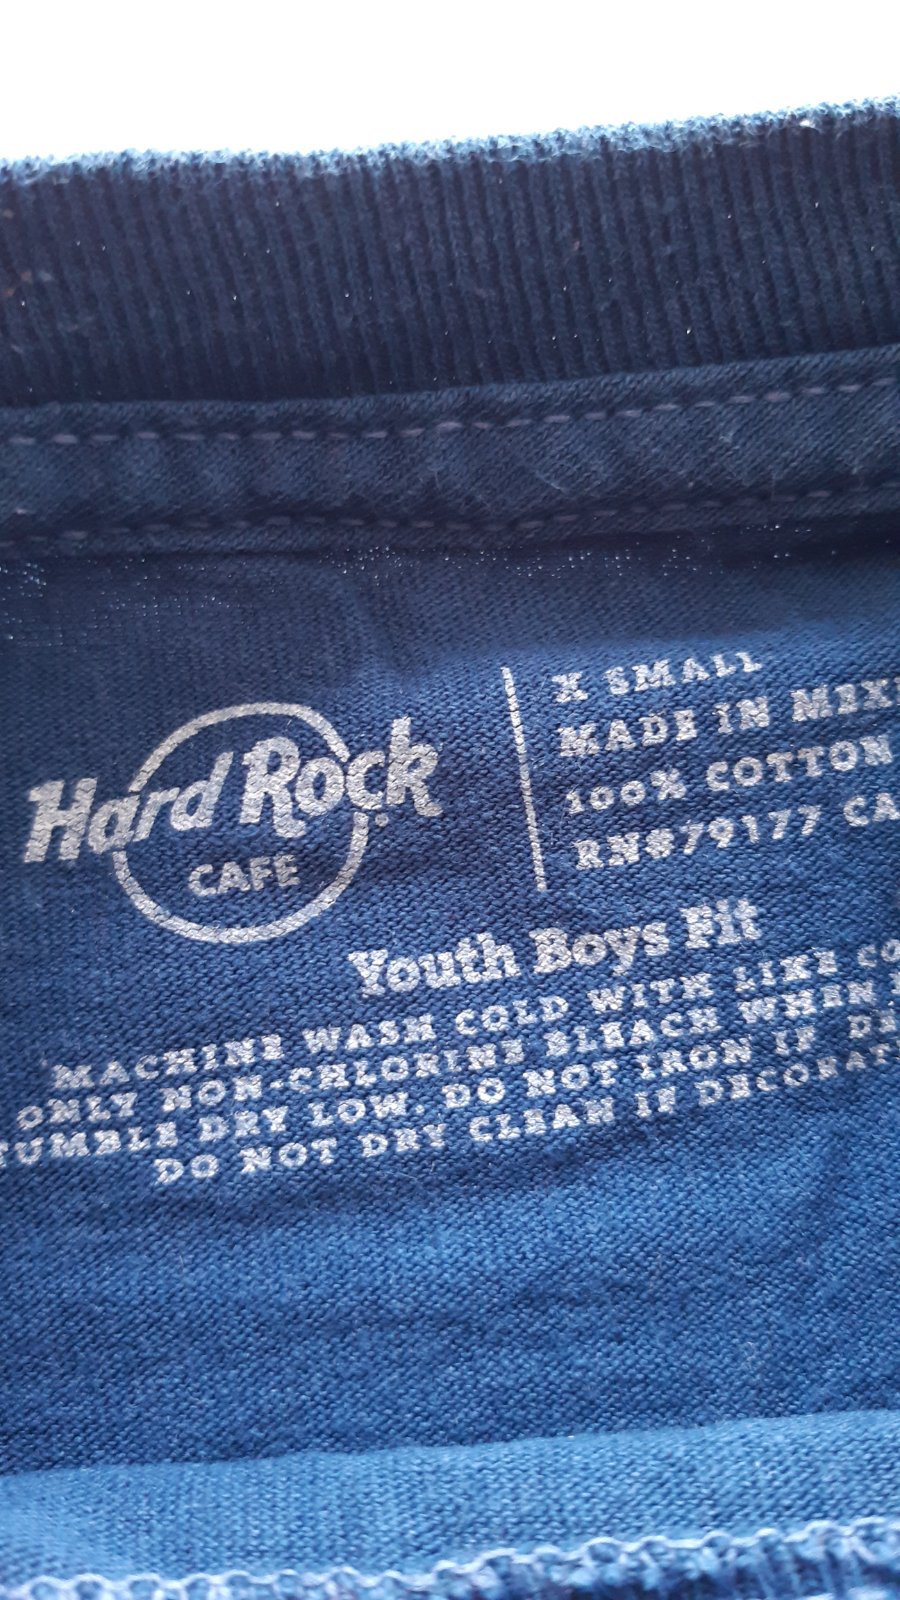 Hard Rock
CAFE
X SMALL
MADE IN
100% COTTON
RN#79177 CA
Youth Boys Fit
MACHINE WASH COLD WITH LIKE
ONLY NON-CHLORINE BLEACH WHEN
TUMBLE DRY LOW. DO NOT IRON IF
DO NOT DRY CLEAN IF